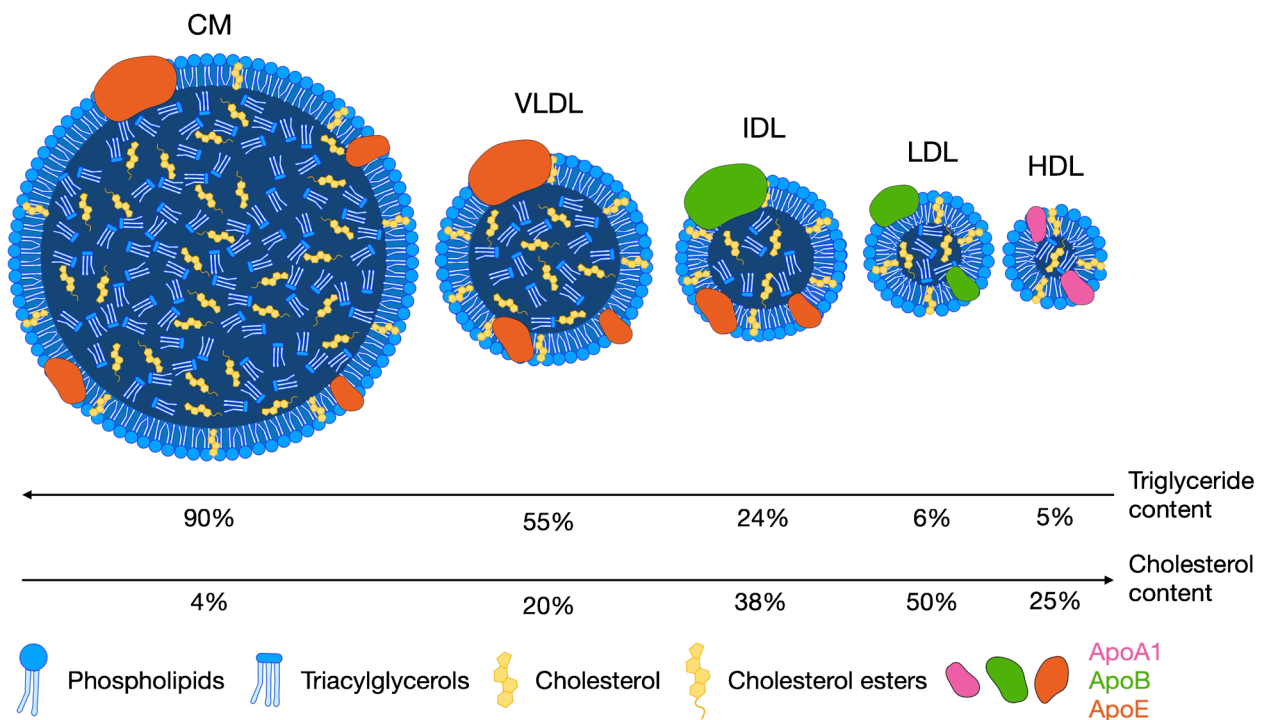 CM
VLDL
IDL
LDL
HDL
Triglyceride
content
90%
55%
24%
6%
5%
Cholesterol
content
4%
20%
38%
50%
25%
Phospholipids
Triacylglycerols
Cholesterol
Cholesterol esters
ApoA1
ApoB
ApoE